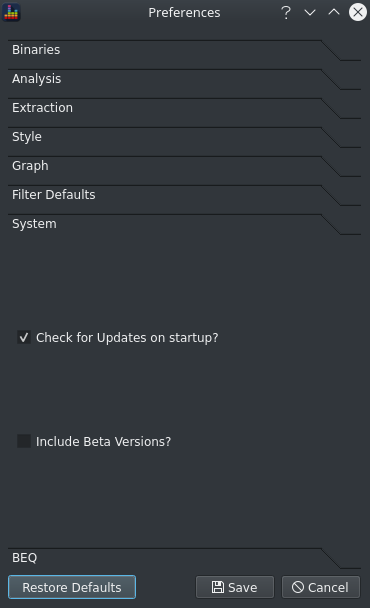 Preferences
Binaries
Analysis
Extraction
Style
Graph
Filter Defaults
System
Check for Updates on startup?
Include Beta Versions?
BEQ
Restore Defaults Save Cancel